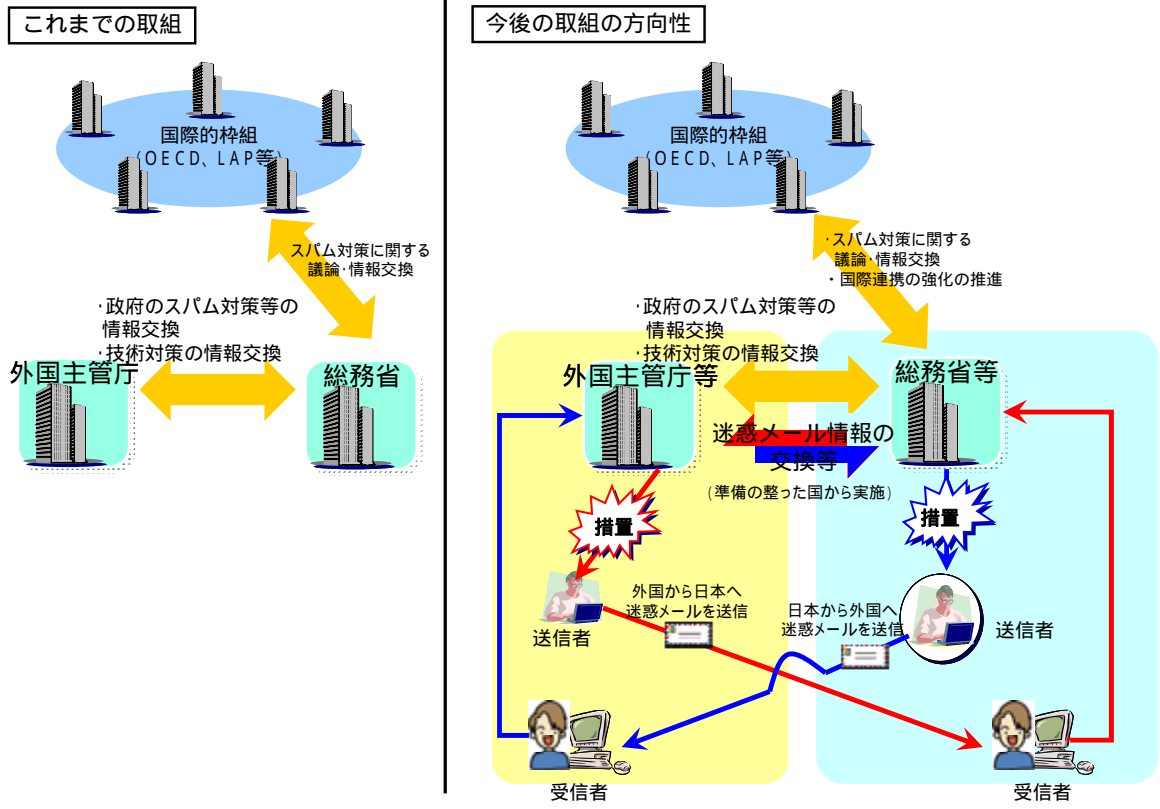 これまでの取組
国際的枠組
(OECD、LAP等)
スパム対策に関する
議論・情報交換
・政府のスパム対策等の
情報交換
・技術対策の情報交換
外国主管庁
総務省
今後の取組の方向性
国際的枠組
(OECD、LAP等)
・スパム対策に関する
議論・情報交換
・国際連携の強化の推進
・政府のスパム対策等の
情報交換
・技術対策の情報交換
外国主管庁等
総務省等
迷惑メール情報の
交換等
(準備の整った国から実施)
措置
措置
外国から日本へ
迷惑メールを送信
日本から外国へ
迷惑メールを送信
送信者
送信者
受信者
受信者